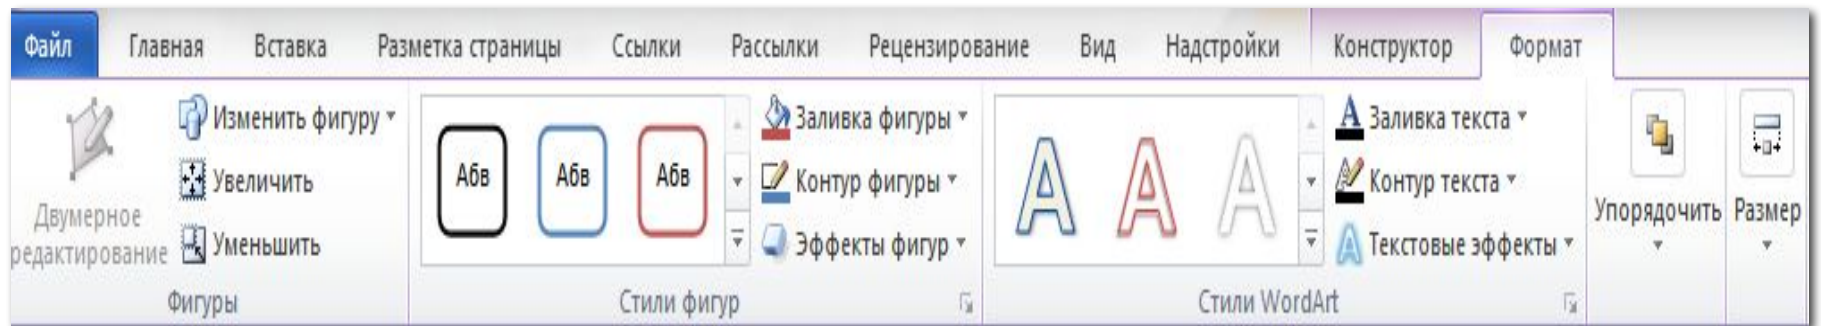 Файл Главная Вставка Разметка страницы Ссылки Рассылки Рецензирование Вид Надстройки Конструктор Формат
Двумерное
редактирование
Изменить фигуру
Увеличить
Уменьшить
Фигуры
Абв Абв Абв
Заливка фигуры
Контур фигуры
Эффекты фигур
Стили фигур
A A A
A Заливка текста
Контур текста
A Текстовые эффекты
Стили WordArt
Упорядочить
Размер